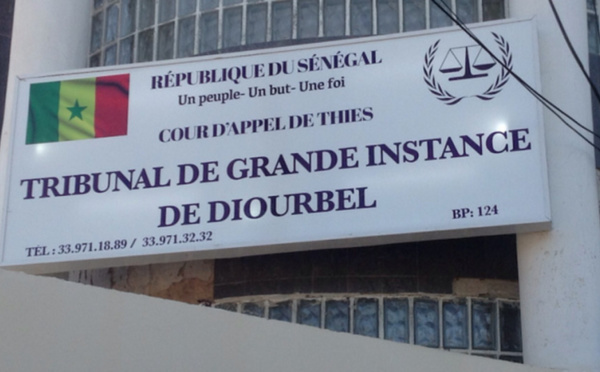 RÉPUBLIQUE DU SÉNÉGAL
Un peuple- Un but- Une foi
COUR D'APPEL DE THIES
TRIBUNAL DE GRANDE INSTANCE
DE DIOURBEL
BP: 124
TÉL : 33.971.18.89 / 33.971.32.32